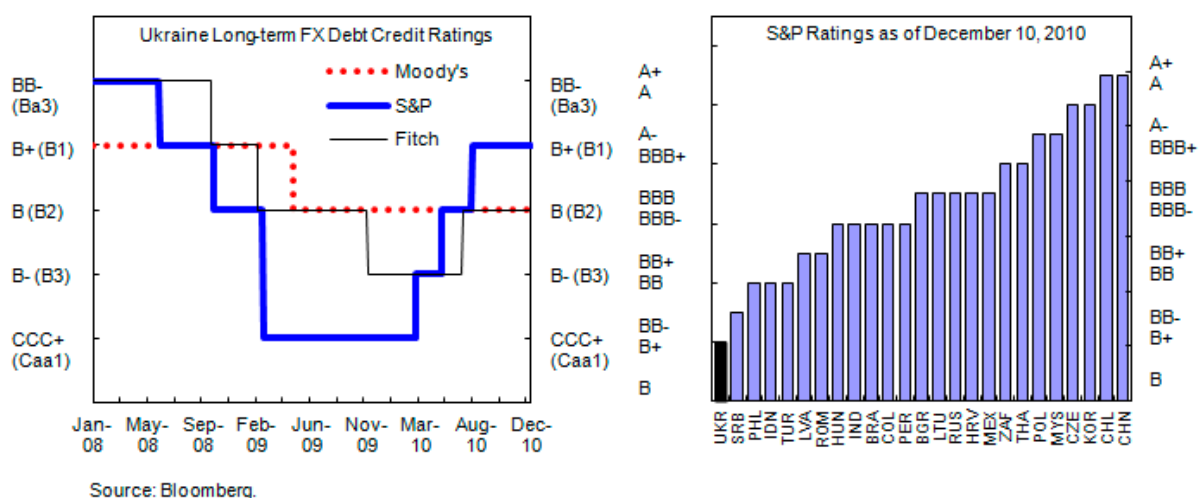 Ukraine Long-term FX Debt Credit Ratings
Moody's
S&P
Fitch
BB-
(Ba3)
B+ (B1)
B (B2)
B- (B3)
CCC+
(Caa1)
BB-
(Ba3)
B+ (B1)
B (B2)
B- (B3)
CCC+
(Caa1)
Jan-08
May-08
Sep-08
Feb-09
Jun-09
Nov-09
Mar-10
Aug-10
Dec-10
Source: Bloomberg.
S&P Ratings as of December 10, 2010
A+
A
A-
BBB+
BBB
BBB-
BB+
BB
BB-
B+
B
A+
A
A-
BBB+
BBB
BBB-
BB+
BB
BB-
B+
B
UKR
SRB
PHL
IDN
TUR
LVA
ROM
HUN
IND
BRA
COL
PER
BGR
LTU
RUS
HRV
MEX
ZAF
THA
POL
MYS
CZE
KOR
CHL
CHN